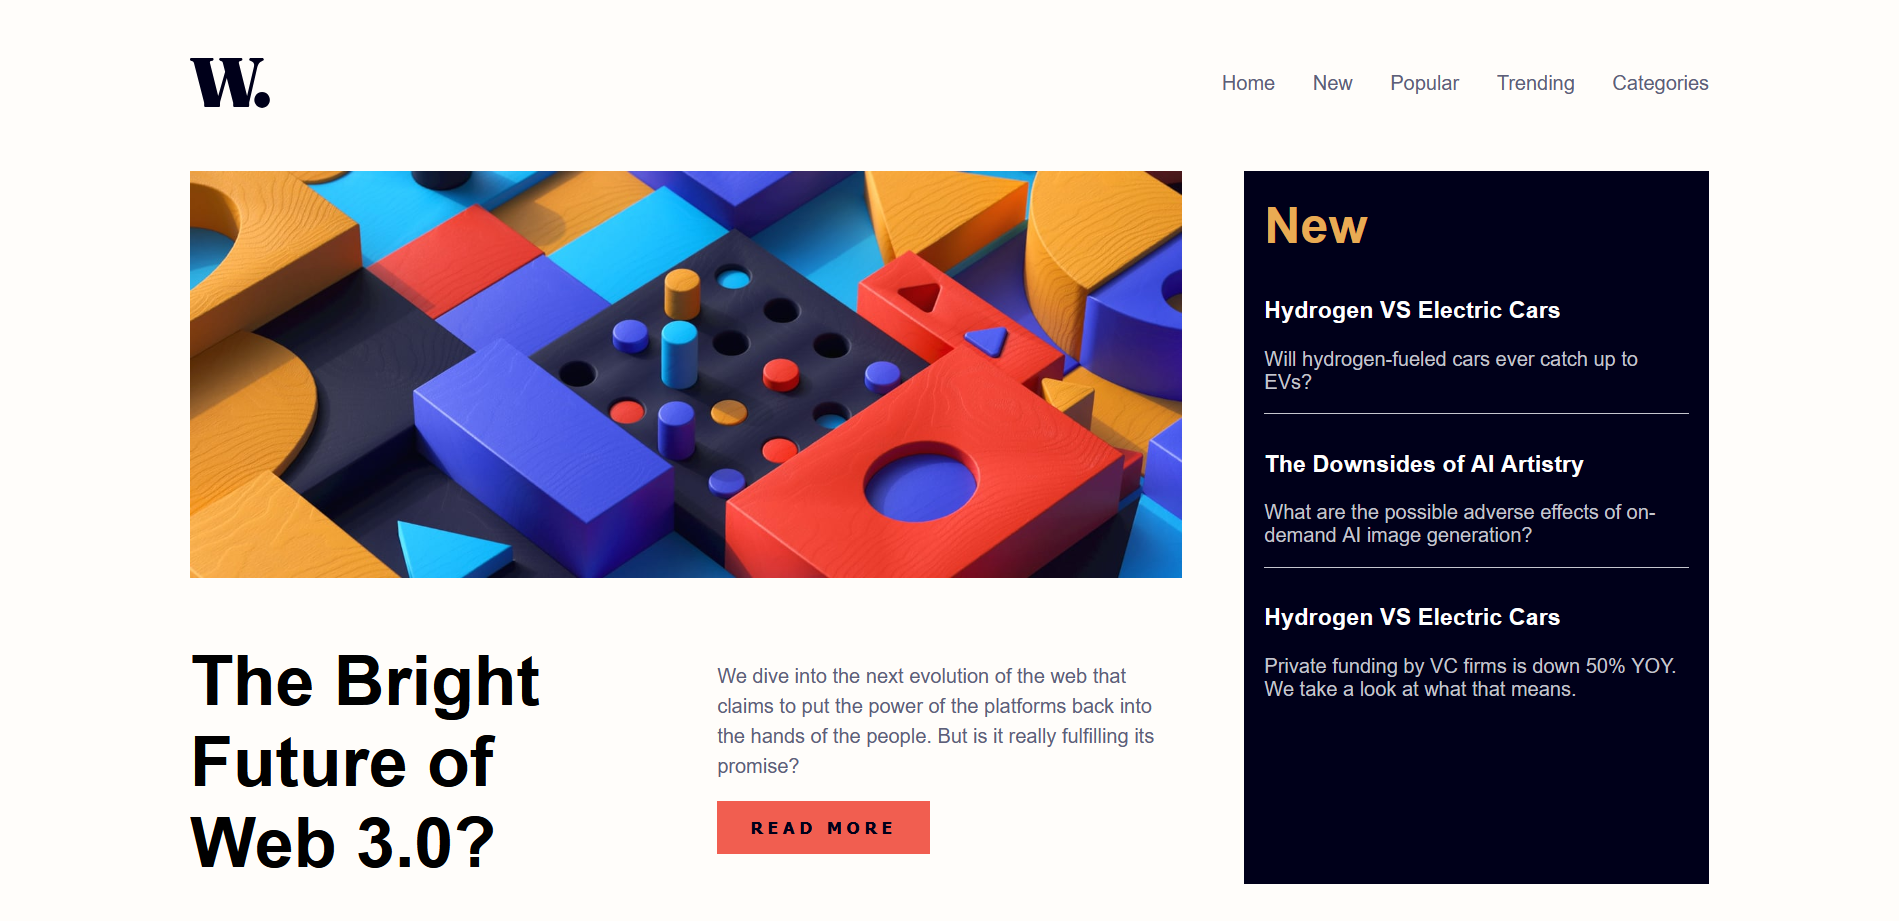 W.
Home New Popular Trending Categories
The Bright
Future of
Web 3.0?
We dive into the next evolution of the web that
claims to put the power of the platforms back into
the hands of the people. But is it really fulfilling its
promise?
READ MORE
New
Hydrogen VS Electric Cars
Will hydrogen-fueled cars ever catch up to
EVs?
The Downsides of AI Artistry
What are the possible adverse effects of on-
demand AI image generation?
Hydrogen VS Electric Cars
Private funding by VC firms is down 50% YOY.
We take a look at what that means.